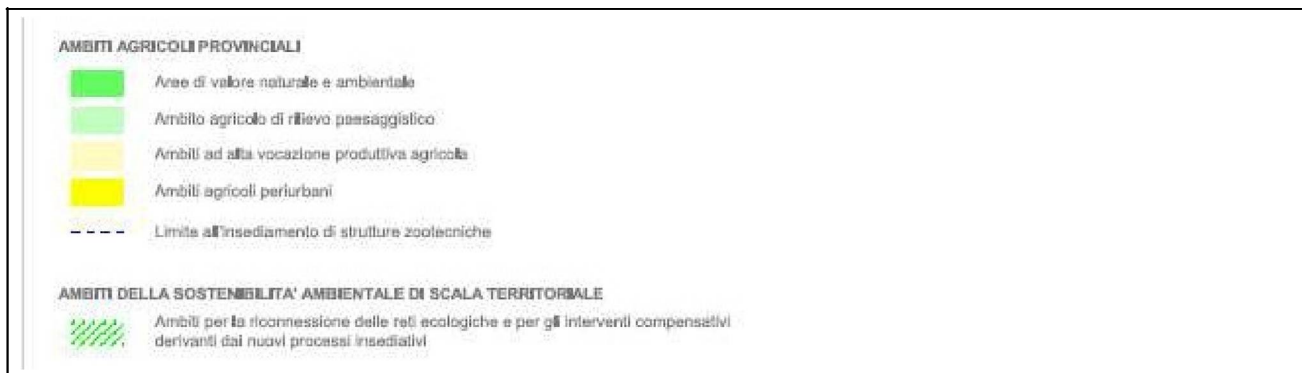 AMBITI AGRICOLI PROVINCIALI
Aree di valore naturale e ambientale
Ambito agricolo di rilievo paesaggistico
Ambiti ad alta vocazione produttiva agricola
Ambiti agricoli periurbani
Limite all'insediamento di strutture zootecniche
AMBITI DELLA SOSTENIBILITA' AMBIENTALE DI SCALA TERRITORIALE
Ambiti per la riconnessione delle reti ecologiche e per gli interventi compensativi
derivanti dai nuovi processi insediativi